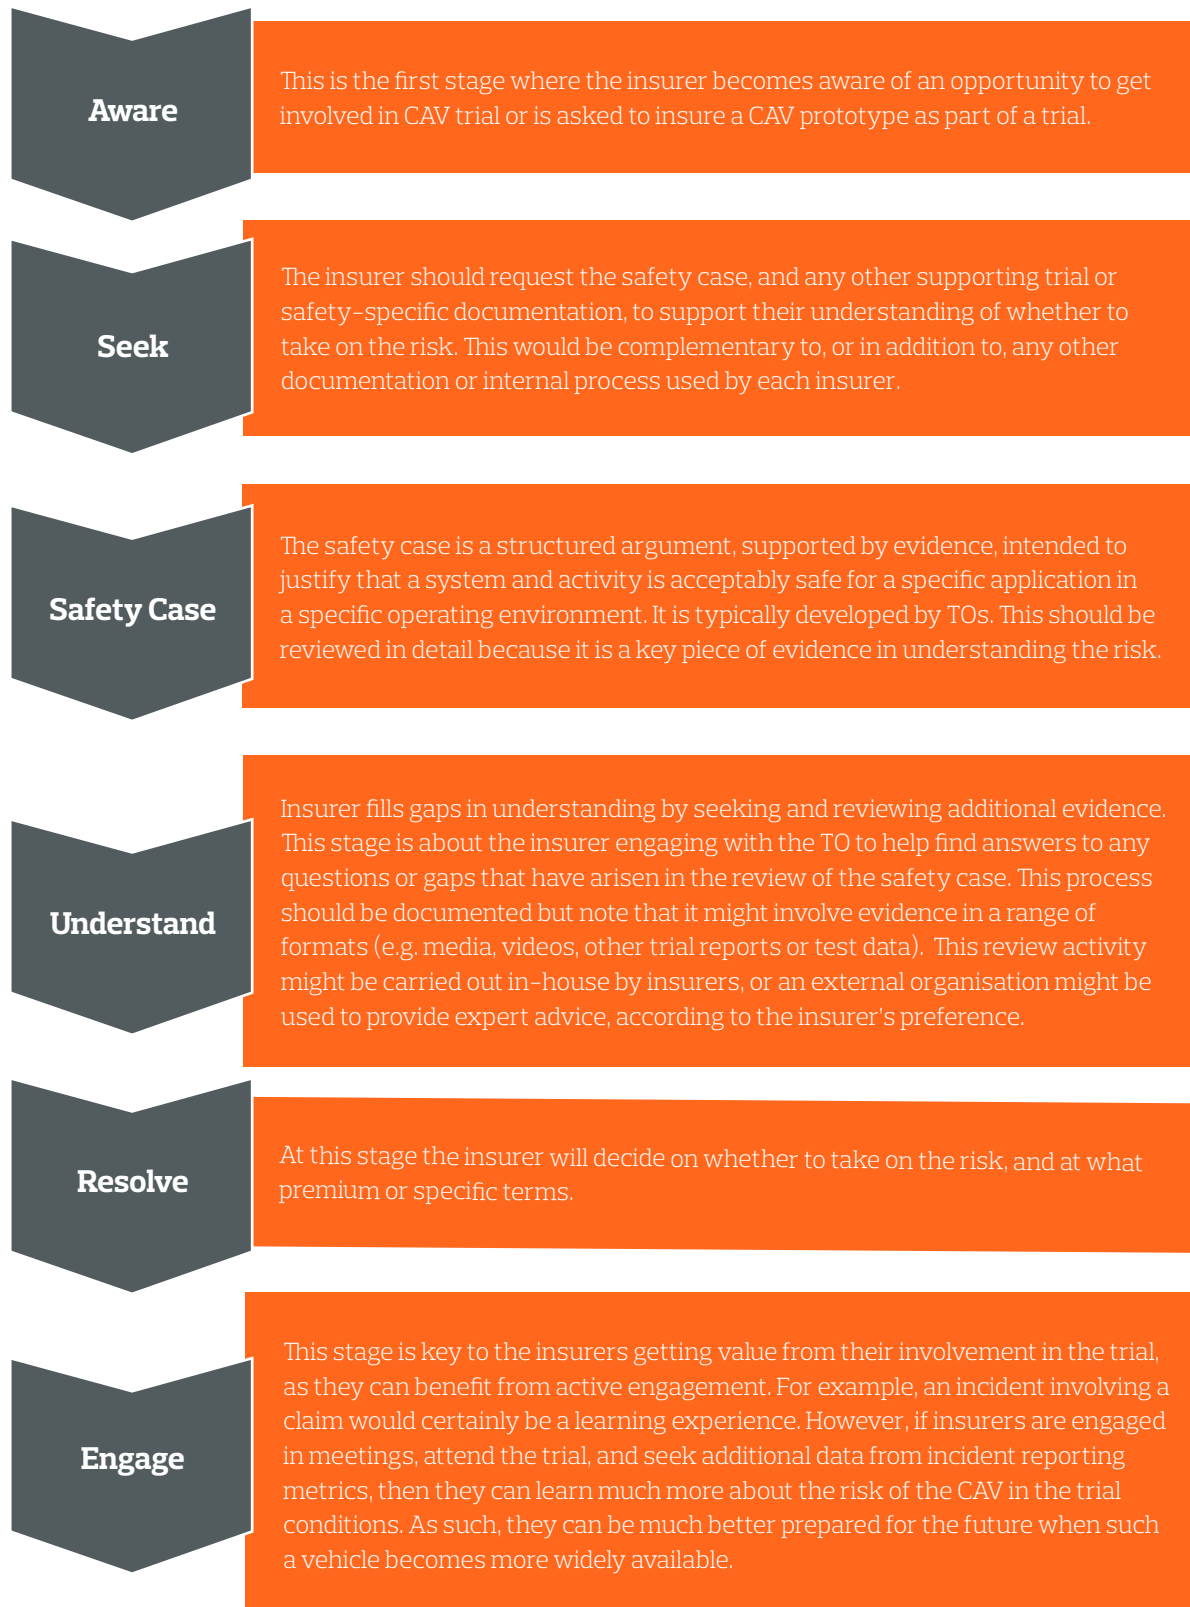 Aware
This is the first stage where the insurer becomes aware of an opportunity to get
involved in CAV trial or is asked to insure a CAV prototype as part of a trial.
Seek
The insurer should request the safety case, and any other supporting trial or
safety-specific documentation, to support their understanding of whether to
take on the risk. This would be complementary to, or in addition to, any other
documentation or internal process used by each insurer.
Safety Case
The safety case is a structured argument, supported by evidence, intended to
justify that a system and activity is acceptably safe for a specific application in
a specific operating environment. It is typically developed by TOs. This should be
reviewed in detail because it is a key piece of evidence in understanding the risk.
Understand
Insurer fills gaps in understanding by seeking and reviewing additional evidence.
This stage is about the insurer engaging with the TO to help find answers to any
questions or gaps that have arisen in the review of the safety case. This process
should be documented but note that it might involve evidence in a range of
formats (e.g. media, videos, other trial reports or test data).  This review activity
might be carried out in-house by insurers, or an external organisation might be
used to provide expert advice, according to the insurer's preference.
Resolve
At this stage the insurer will decide on whether to take on the risk, and at what
premium or specific terms.
Engage
This stage is key to the insurers getting value from their involvement in the trial,
as they can benefit from active engagement. For example, an incident involving a
claim would certainly be a learning experience. However, if insurers are engaged
in meetings, attend the trial, and seek additional data from incident reporting
metrics, then they can learn much more about the risk of the CAV in the trial
conditions. As such, they can be much better prepared for the future when such
a vehicle becomes more widely available.